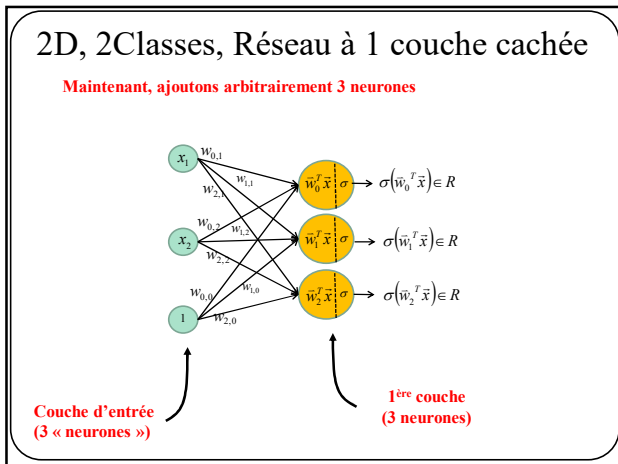 2D, 2Classes, Réseau à 1 couche cachée
Maintenant, ajoutons arbitrairement 3 neurones
x₁
w₀,₁
w₁,₁
w₂,₁
w⃗₀ᵀx⃗ σ
σ(w⃗₀ᵀx⃗)∈R
x₂
w₀,₂
w₁,₂
w₂,₂
w⃗₁ᵀx⃗ σ
σ(w⃗₁ᵀx⃗)∈R
1
w₀,₀
w₁,₀
w₂,₀
w⃗₂ᵀx⃗ σ
σ(w⃗₂ᵀx⃗)∈R
Couche d’entrée
(3 « neurones »)
1ère couche
(3 neurones)